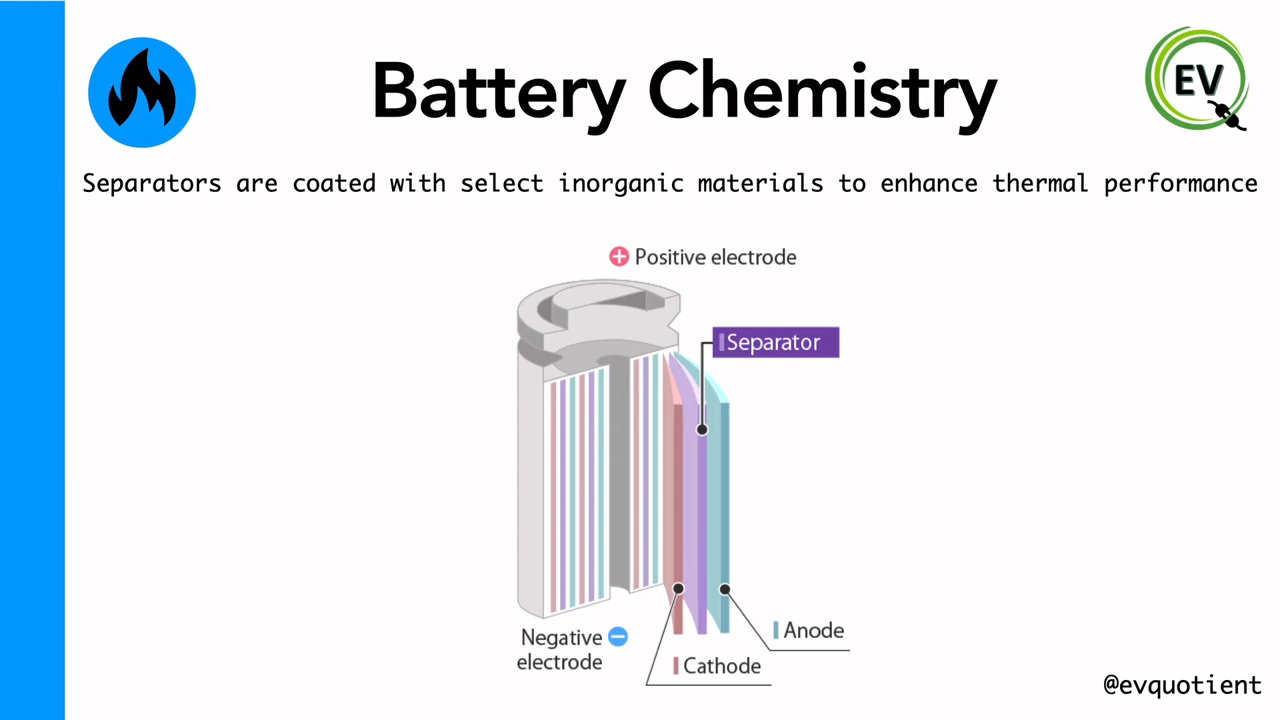 Battery Chemistry
EV
Separators are coated with select inorganic materials to enhance thermal performance
+ Positive electrode
Separator
Negative −
electrode
Anode
Cathode
@evquotient